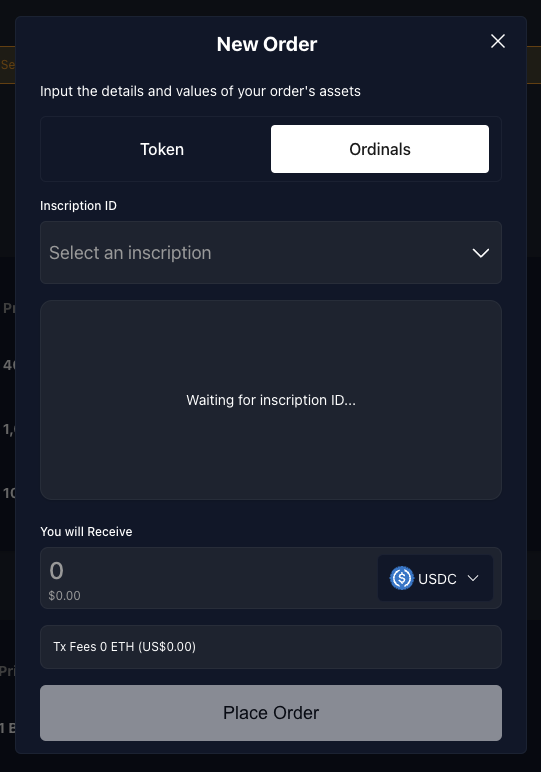 New Order
Input the details and values of your order's assets
Token
Ordinals
Inscription ID
Select an inscription
Waiting for inscription ID...
You will Receive
0
$0.00
USDC
Tx Fees 0 ETH (US$0.00)
Place Order